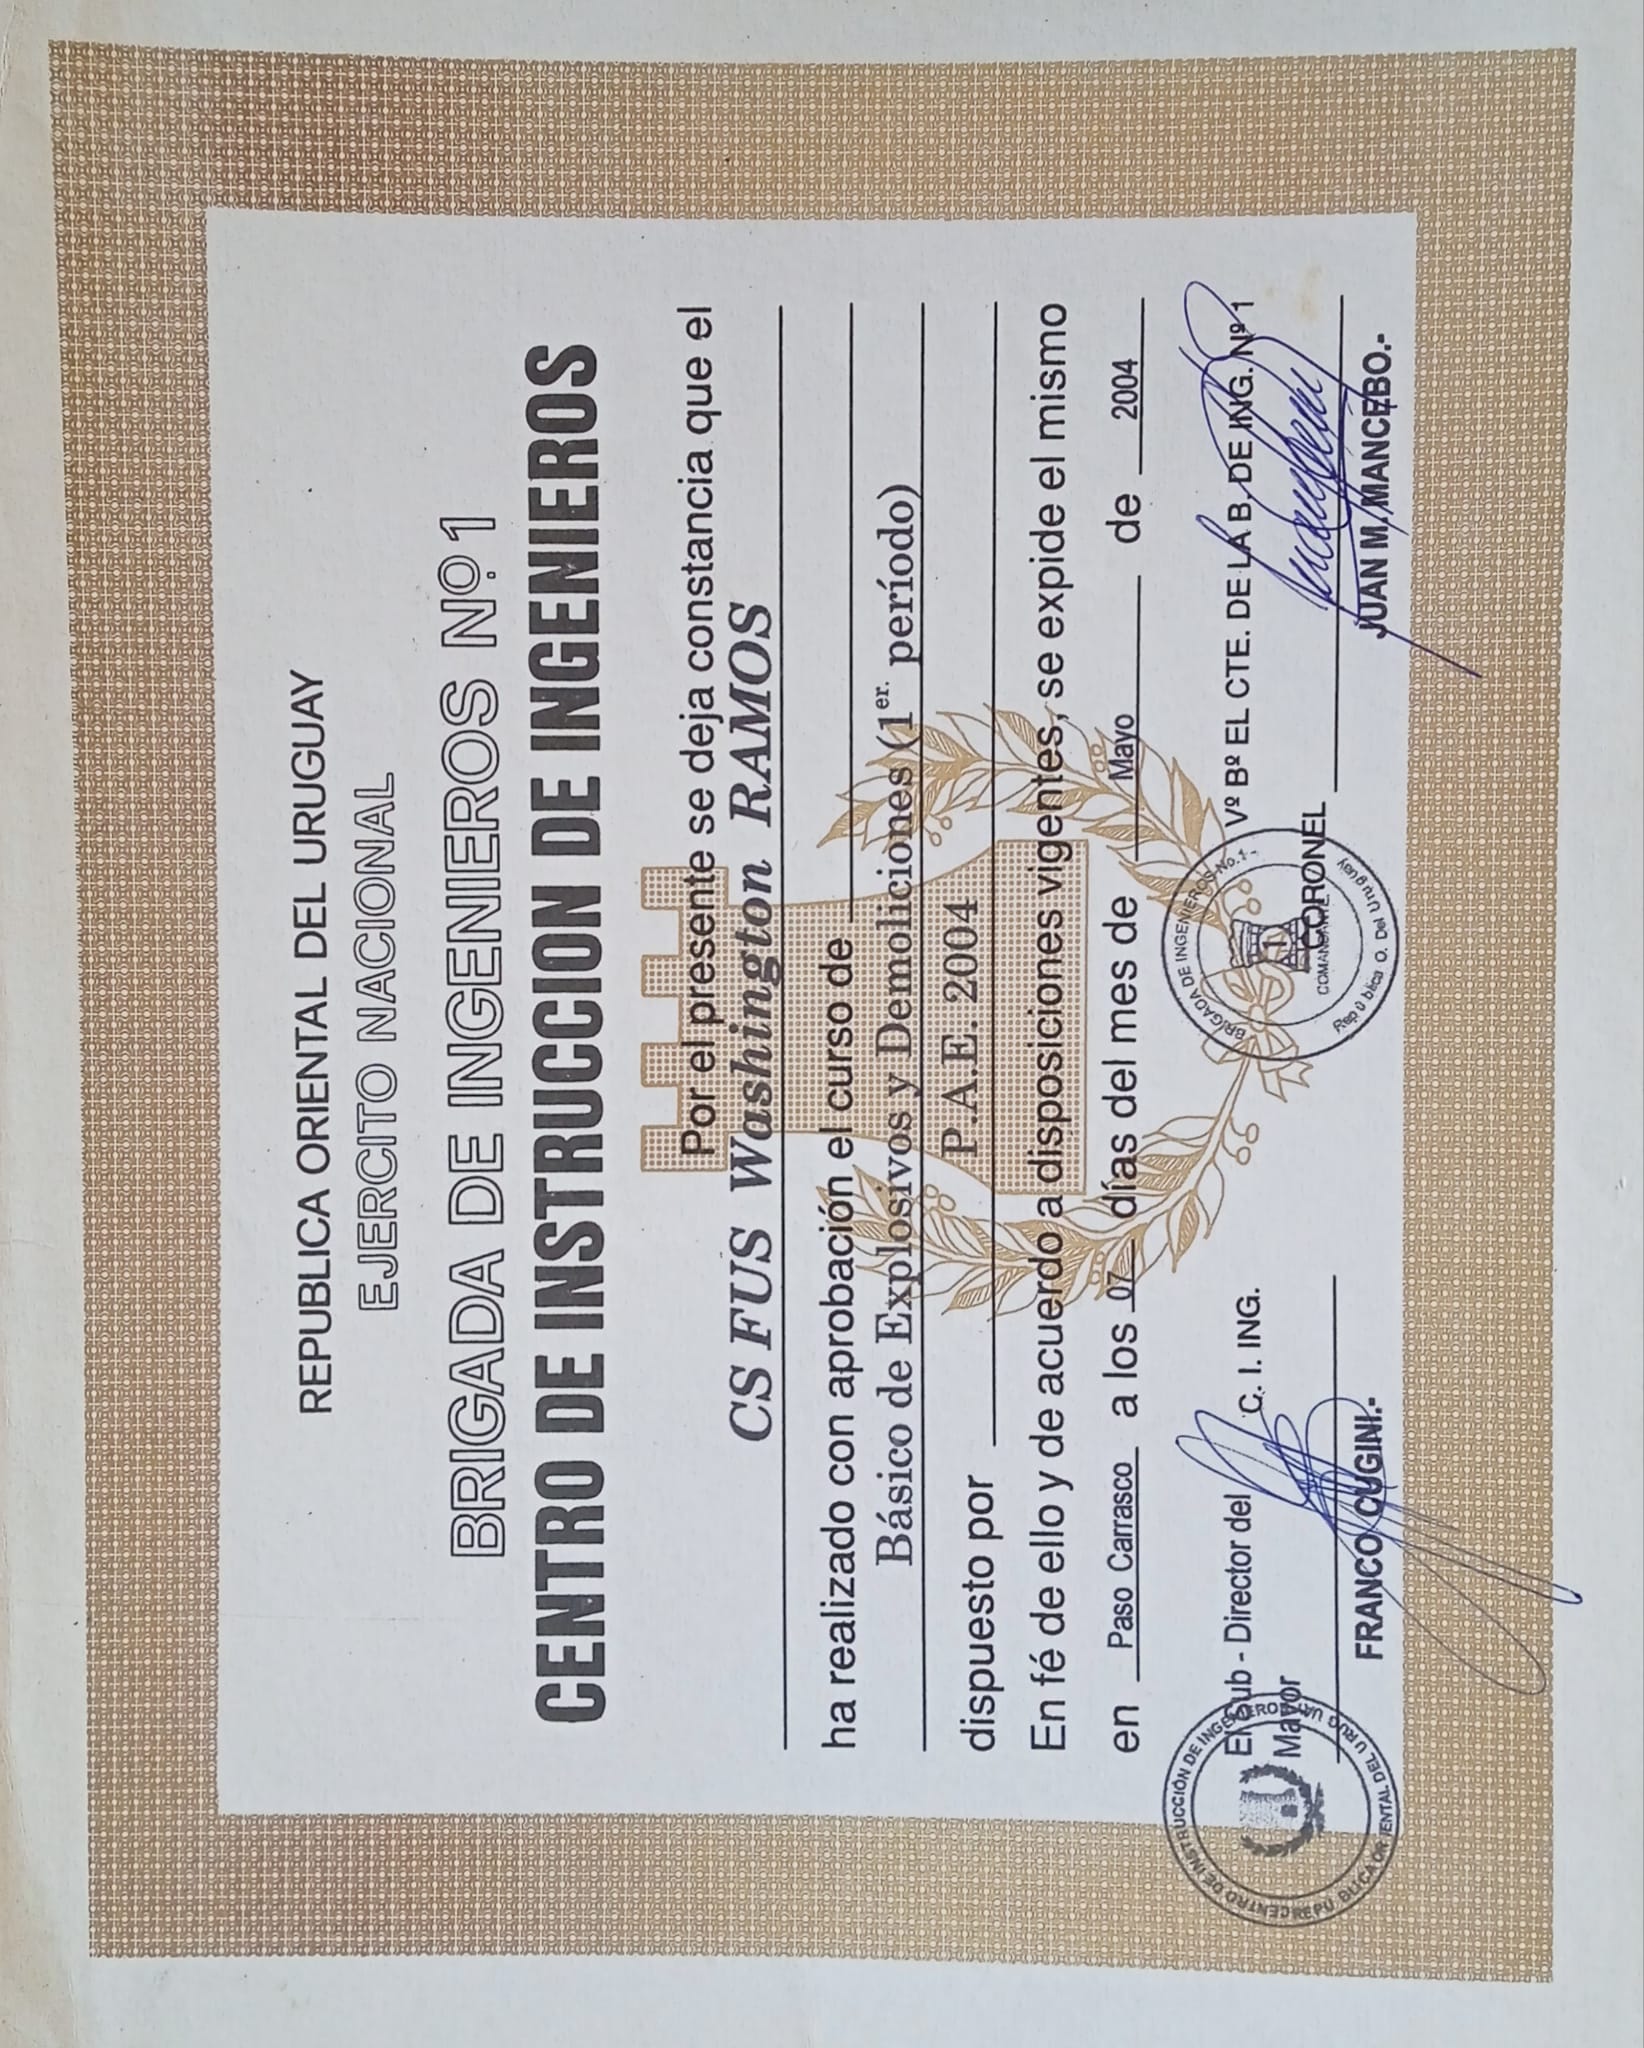 REPUBLICA ORIENTAL DEL URUGUAY
EJERCITO NACIONAL
BRIGADA DE INGENIEROS Nº 1
CENTRO DE INSTRUCCION DE INGENIEROS
Por el presente se deja constancia que el
CS FUS Washington RAMOS
ha realizado con aprobación el curso de
Básico de Explosivos y Demoliciones (1er. período)
dispuesto por P.A.E. 2004
En fé de ello y de acuerdo a disposiciones vigentes, se expide el mismo
en Paso Carrasco a los 07 días del mes de Mayo de 2004
El Sub - Director del C. I. ING.
Mayor
FRANCO CUGINI.-
CENTRO DE INSTRUCCIÓN DE INGENIEROS
REPUBLICA ORIENTAL DEL URUGUAY
BRIGADA DE INGENIEROS No. 1 -
1
COMANDANTE
República O. Del Uruguay
Vº Bº EL CTE. DE LA B. DE ING. Nº 1
CORONEL
JUAN M. MANCEBO.-